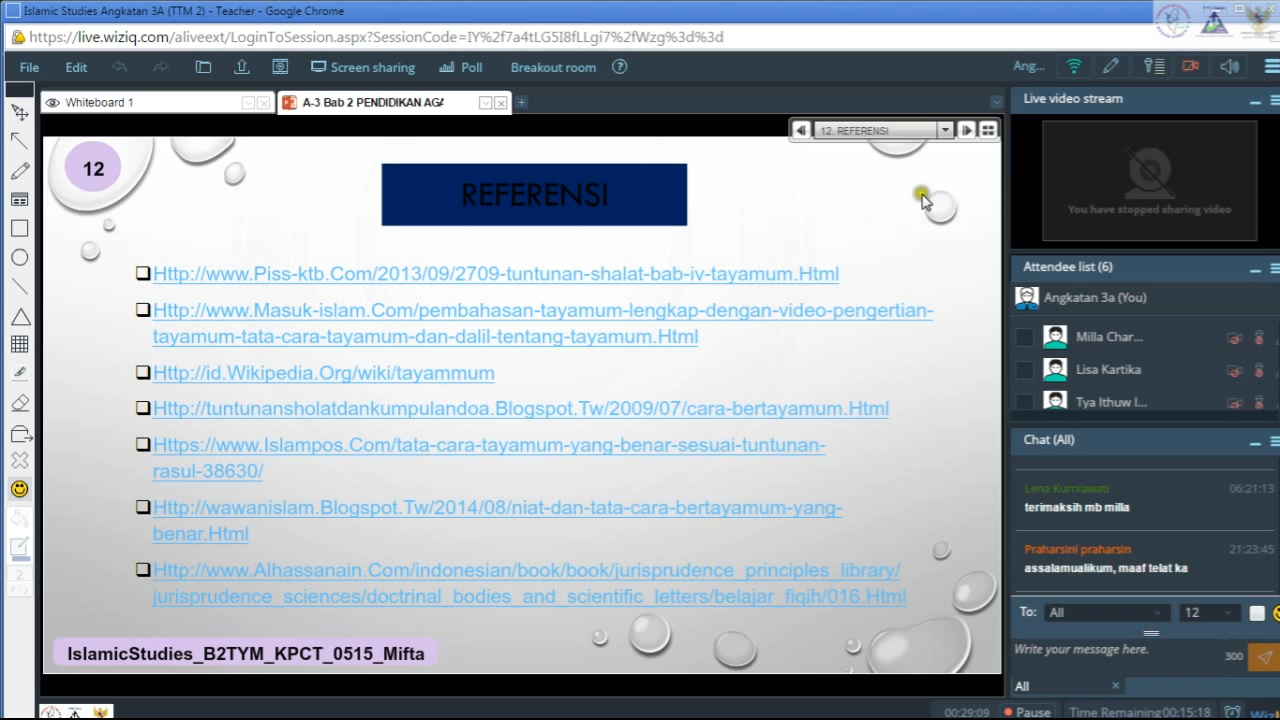 Islamic Studies Angkatan 3A (TTM 2) - Teacher - Google Chrome
https://live.wiziq.com/aliveext/LoginToSession.aspx?SessionCode=IY%2f7a4tLG5I8fLLgi7%2fWzg%3d%3d
File Edit Screen sharing Poll Breakout room Ang...
Whiteboard 1 A-3 Bab 2 PENDIDIKAN AGA
12. REFERENSI
12
REFERENSI
Http://www.Piss-ktb.Com/2013/09/2709-tuntunan-shalat-bab-iv-tayamum.Html
Http://www.Masuk-islam.Com/pembahasan-tayamum-lengkap-dengan-video-pengertian-
tayamum-tata-cara-tayamum-dan-dalil-tentang-tayamum.Html
Http://id.Wikipedia.Org/wiki/tayammum
Http://tuntunansholatdankumpulandoa.Blogspot.Tw/2009/07/cara-bertayamum.Html
Https://www.Islampos.Com/tata-cara-tayamum-yang-benar-sesuai-tuntunan-
rasul-38630/
Http://wawanislam.Blogspot.Tw/2014/08/niat-dan-tata-cara-bertayamum-yang-
benar.Html
Http://www.Alhassanain.Com/indonesian/book/book/jurisprudence_principles_library/
jurisprudence_sciences/doctrinal_bodies_and_scientific_letters/belajar_fiqih/016.Html
IslamicStudies_B2TYM_KPCT_0515_Mifta
2
Live video stream
You have stopped sharing video
Attendee list (6)
Angkatan 3a (You)
Milla Char...
Lisa Kartika
Tya Ithuw I...
Chat (All)
Lena Kurniawati 06:21:13
terimaksih mb milla
Praharsini praharsin 21:23:45
assalamualikum, maaf telat ka
To: All 12
Write your message here. 300
All
00:29:09 Pause Time Remaining00:15:18